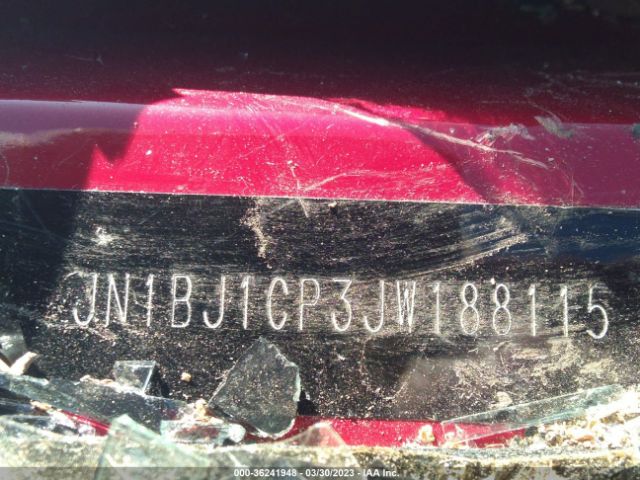 JN1BJ1CP3JW188115
000-36241948 - 03/30/2023 - IAA Inc.